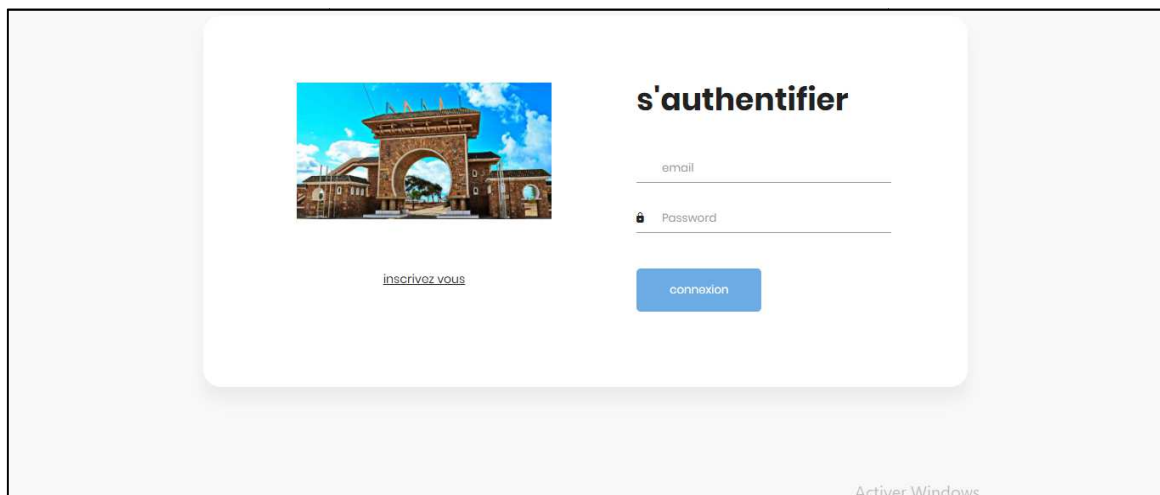 s'authentifier
email
Password
inscrivez vous
connexion
Activer Windows